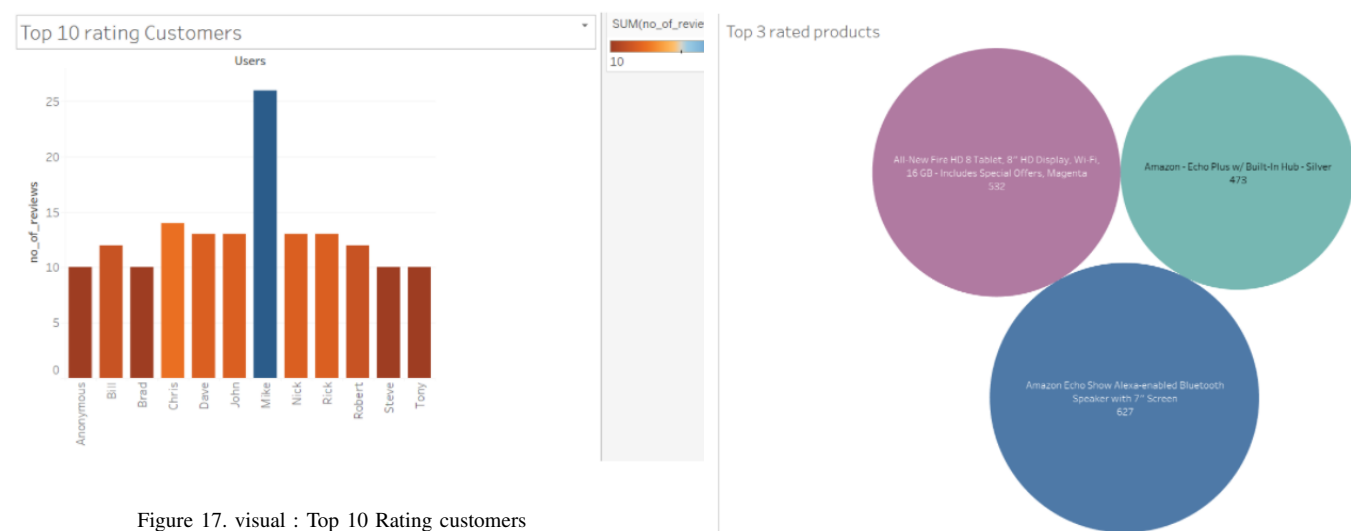 Top 10 rating Customers
Users
25
20
15
10
5
0
no_of_reviews
Anonymous
Bill
Brad
Chris
Dave
John
Mike
Nick
Rick
Robert
Steve
Tony
SUM(no_of_revie
10
Figure 17. visual : Top 10 Rating customers
Top 3 rated products
All-New Fire HD 8 Tablet, 8" HD Display, Wi-Fi,
16 GB - Includes Special Offers, Magenta
532
Amazon - Echo Plus w/ Built-In Hub - Silver
473
Amazon Echo Show Alexa-enabled Bluetooth
Speaker with 7" Screen
627